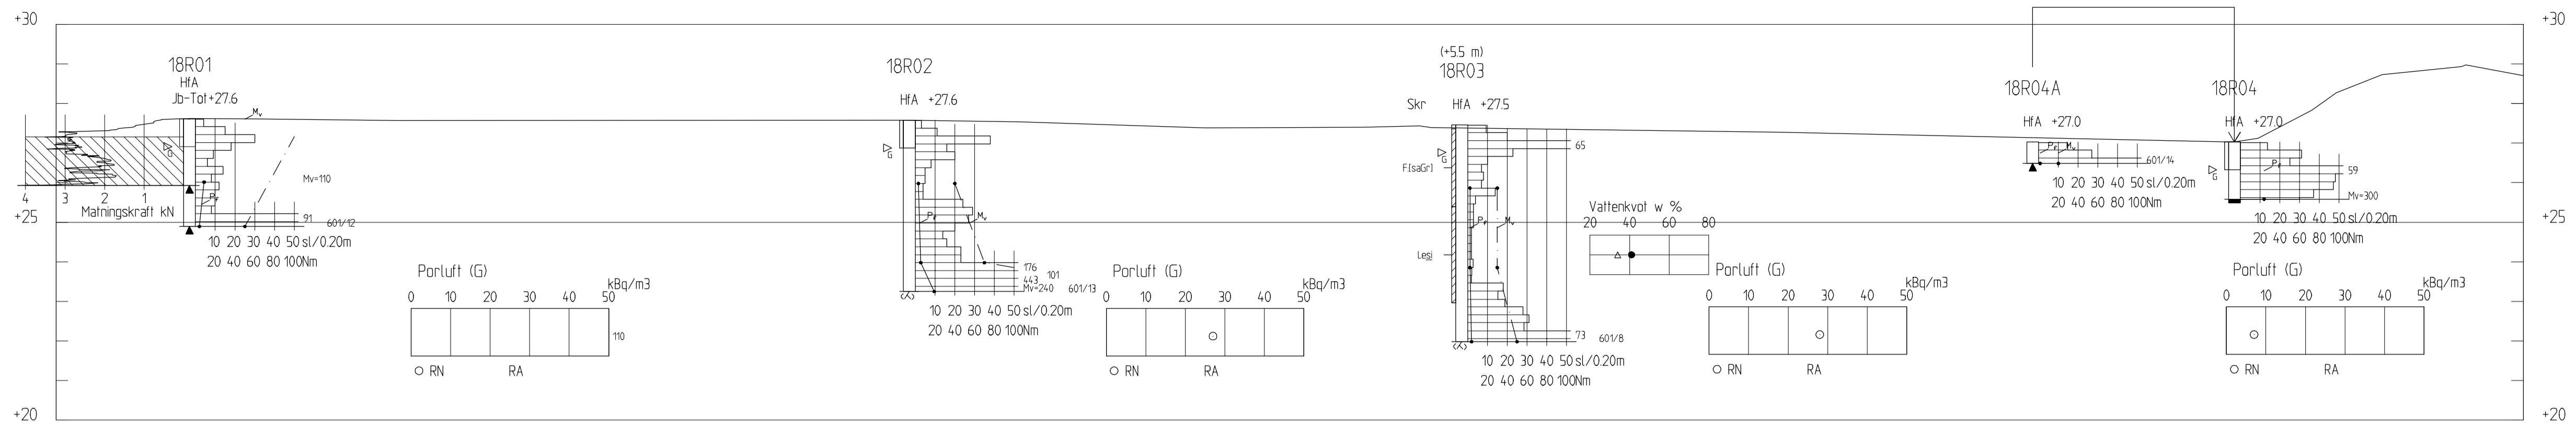 +30 +30
18R01
HfA
Jb-Tot+27.6
Mv
G
Mv=110
Pr
4 3 2 1
Matningskraft kN
91 601/12
10 20 30 40 50 sl/0.20m
20 40 60 80 100Nm
+25 +25
Porluft (G)
kBq/m3
0 10 20 30 40 50
110
RN RA
18R02
HfA +27.6
G
Pr Mv
176
443 101
Mv=240 601/13
10 20 30 40 50 sl/0.20m
20 40 60 80 100Nm
Porluft (G)
kBq/m3
0 10 20 30 40 50
RN RA
(+5.5 m)
18R03
Skr HfA +27.5
65
G
F.[saGr]
Pr Mv
Lesi
73 601/8
10 20 30 40 50 sl/0.20m
20 40 60 80 100Nm
Vattenkvot w %
20 40 60 80
Porluft (G)
kBq/m3
0 10 20 30 40 50
RN RA
18R04A
HfA +27.0
Pr Mv
601/14
10 20 30 40 50 sl/0.20m
20 40 60 80 100Nm
18R04
HfA +27.0
G
Pr
59
Mv=300
10 20 30 40 50 sl/0.20m
20 40 60 80 100Nm
Porluft (G)
kBq/m3
0 10 20 30 40 50
RN RA
+20 +20